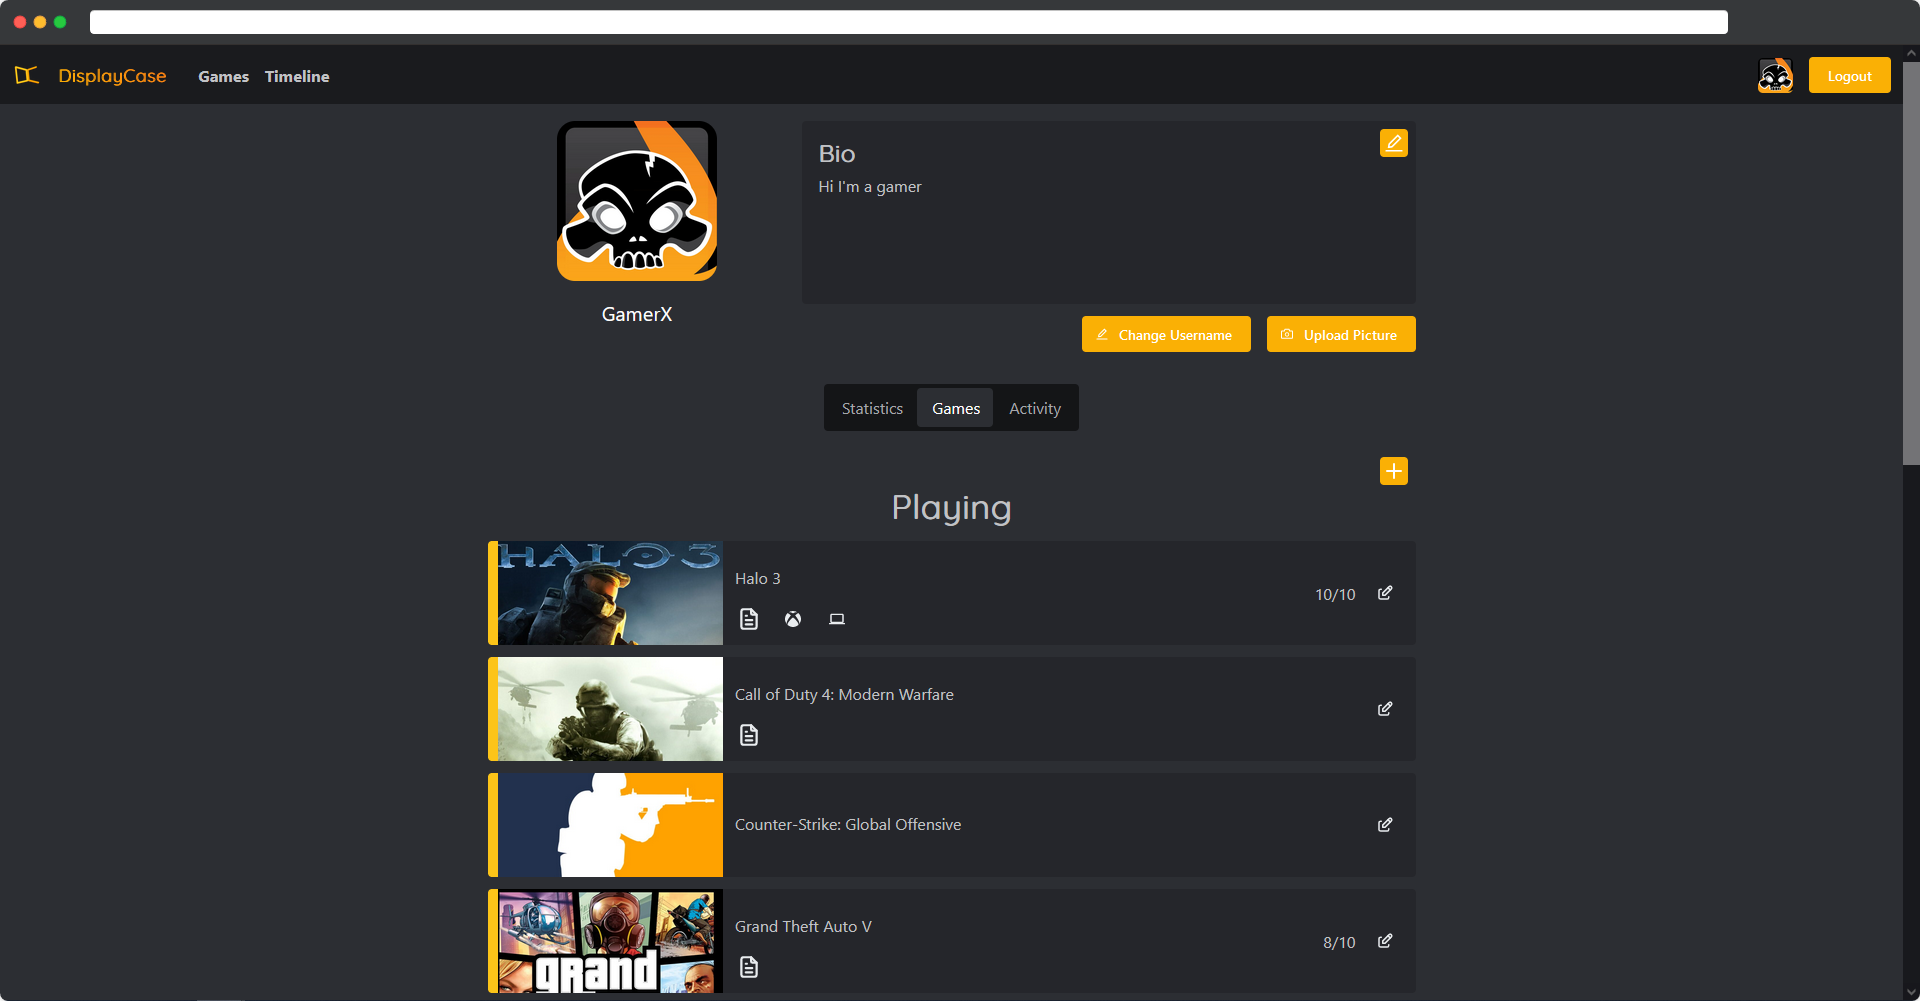 DisplayCase
Games
Timeline
Logout
GamerX
Bio
Hi I'm a gamer
Change Username
Upload Picture
Statistics
Games
Activity
Playing
HALO 3
Halo 3
10/10
Call of Duty 4: Modern Warfare
Counter-Strike: Global Offensive
grand
Grand Theft Auto V
8/10